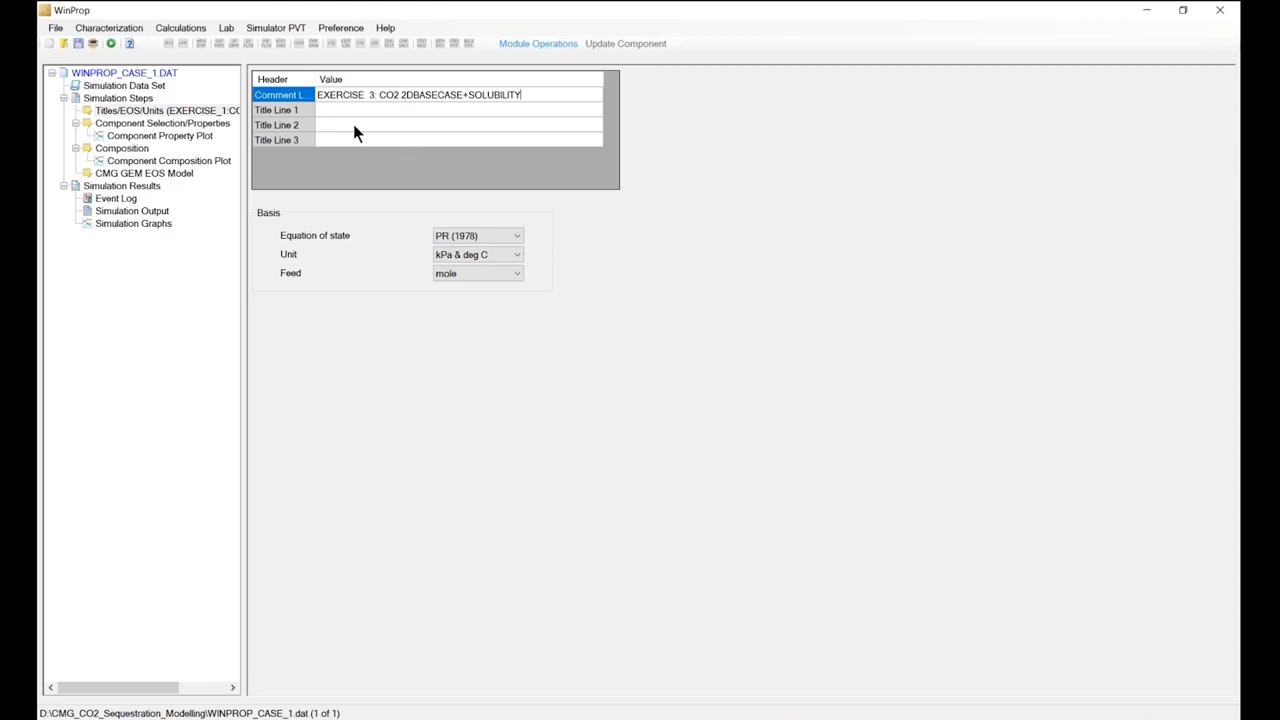 WinProp
File Characterization Calculations Lab Simulator PVT Preference Help
Module Operations Update Component
WINPROP_CASE_1.DAT
Simulation Data Set
Simulation Steps
Titles/EOS/Units (EXERCISE_1:CO
Component Selection/Properties
Component Property Plot
Composition
Component Composition Plot
CMG GEM EOS Model
Simulation Results
Event Log
Simulation Output
Simulation Graphs
Header Value
Comment L... EXERCISE 3: CO2 2DBASECASE+SOLUBILITY
Title Line 1
Title Line 2
Title Line 3
Basis
Equation of state PR (1978)
Unit kPa & deg C
Feed mole
D:\CMG_CO2_Sequestration_Modelling\WINPROP_CASE_1.dat (1 of 1)